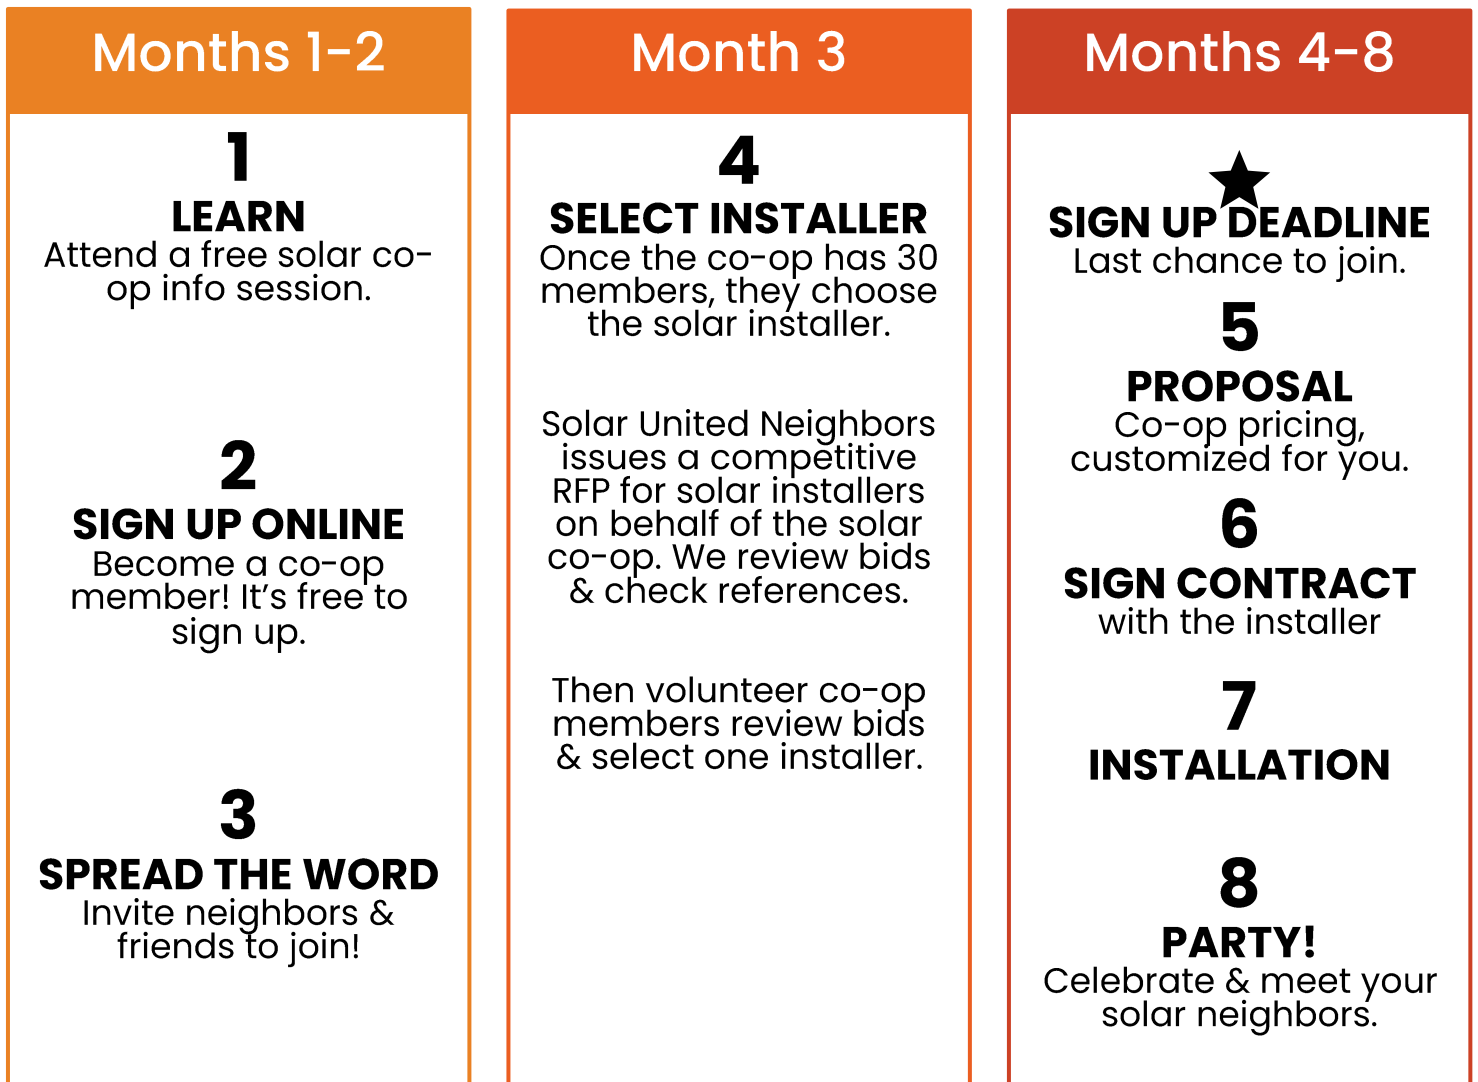 Months 1-2
1
LEARN
Attend a free solar co-
op info session.
2
SIGN UP ONLINE
Become a co-op
member! It's free to
sign up.
3
SPREAD THE WORD
Invite neighbors &
friends to join!
Month 3
4
SELECT INSTALLER
Once the co-op has 30
members, they choose
the solar installer.
Solar United Neighbors
issues a competitive
RFP for solar installers
on behalf of the solar
co-op. We review bids
& check references.
Then volunteer co-op
members review bids
& select one installer.
Months 4-8
SIGN UP DEADLINE
Last chance to join.
5
PROPOSAL
Co-op pricing,
customized for you.
6
SIGN CONTRACT
with the installer
7
INSTALLATION
8
PARTY!
Celebrate & meet your
solar neighbors.